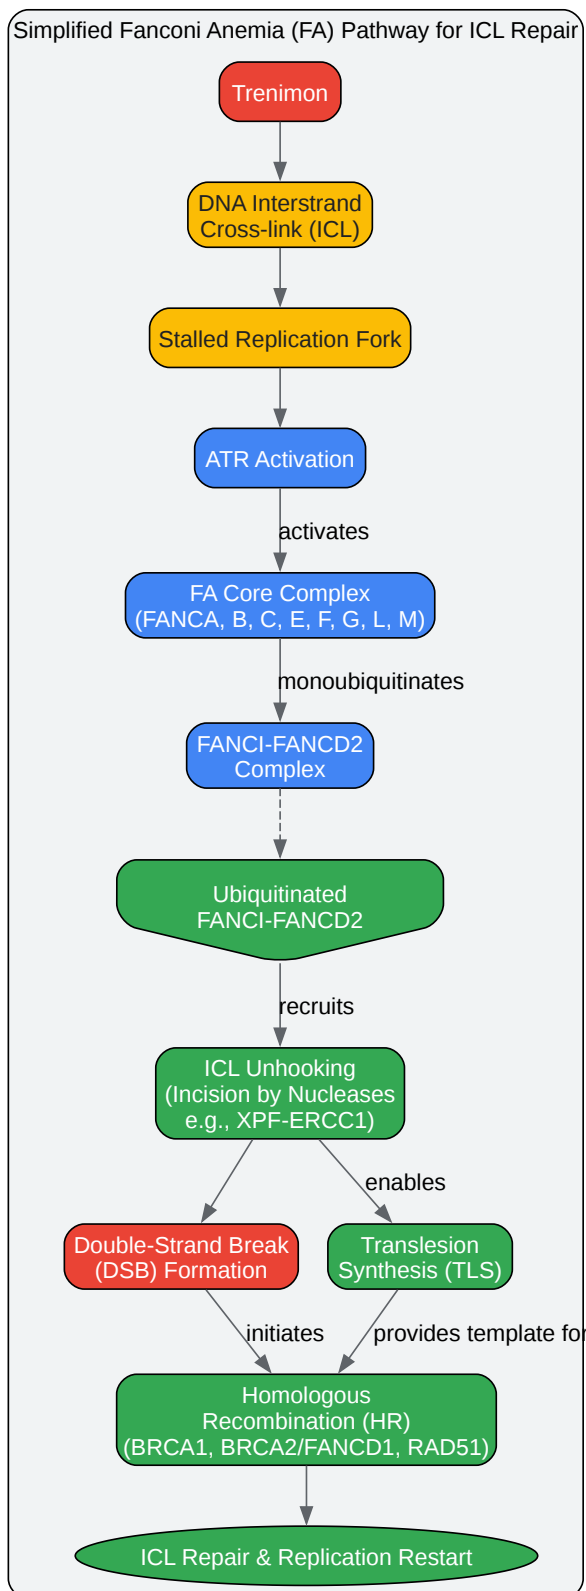 Simplified Fanconi Anemia (FA) Pathway for ICL Repair
Trenimon
DNA Interstrand
Cross-link (ICL)
Stalled Replication Fork
ATR Activation
activates
FA Core Complex
(FANCA, B, C, E, F, G, L, M)
monoubiquitinates
FANCI-FANCD2
Complex
Ubiquitinated
FANCI-FANCD2
recruits
ICL Unhooking
(Incision by Nucleases
e.g., XPF-ERCC1)
enables
Double-Strand Break
(DSB) Formation
Translesion
Synthesis (TLS)
initiates
provides template for
Homologous
Recombination (HR)
(BRCA1, BRCA2/FANCD1, RAD51)
ICL Repair & Replication Restart